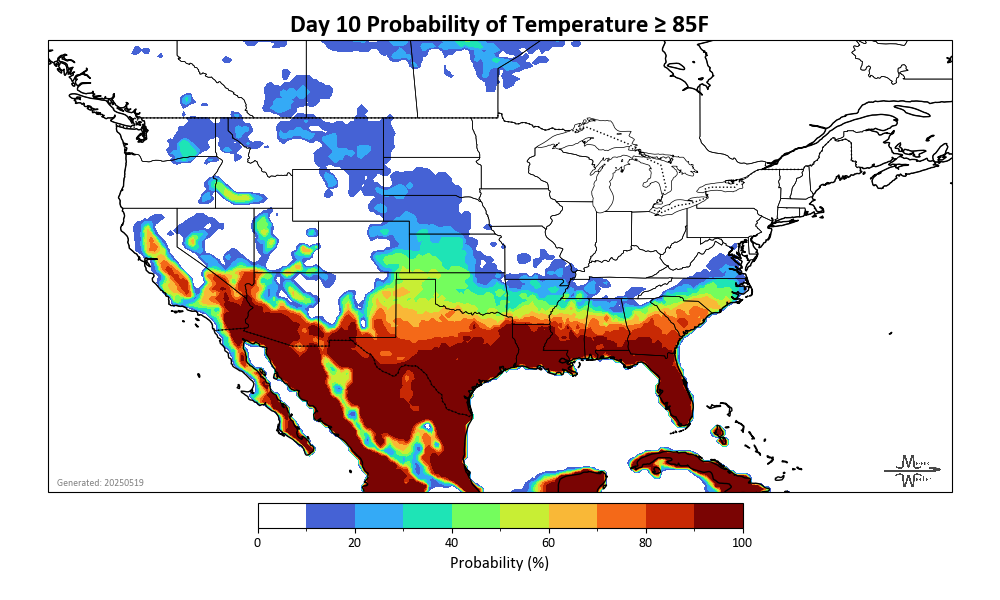 Day 10 Probability of Temperature ≥ 85F
Generated: 20250519
0 20 40 60 80 100
Probability (%)